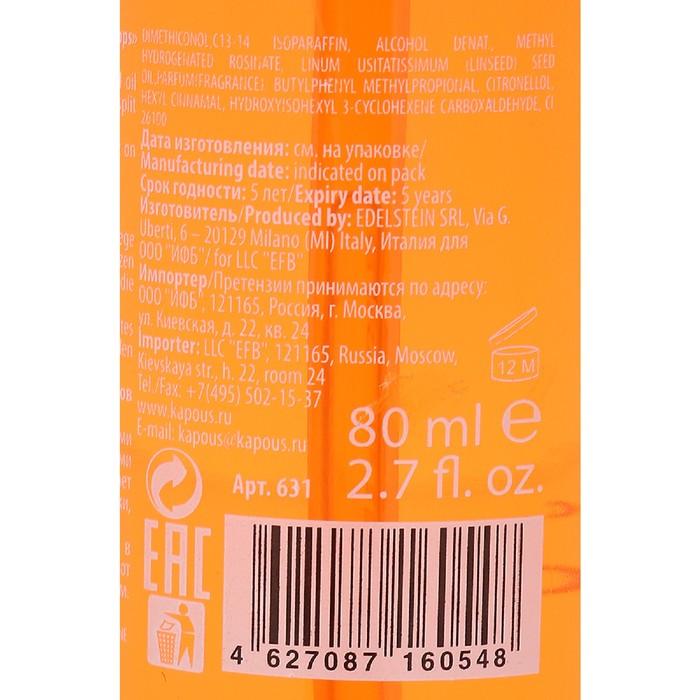 DIMETHICONOL, C13-14 ISOPARAFFIN, ALCOHOL DENAT., METHYL
HYDROGENATED ROSINATE, LINUM USITATISSIMUM (LINSEED) SEED
OIL, PARFUM(FRAGRANCE), BUTYLPHENYL METHYLPROPIONAL, CITRONELLOL,
HEXYL CINNAMAL, HYDROXYISOHEXYL 3-CYCLOHEXENE CARBOXALDEHYDE, CI
26100
Дата изготовления: см. на упаковке/
Manufacturing date: indicated on pack
Срок годности: 5 лет/Expiry date: 5 years
Изготовитель/Produced by: EDELSTEIN SRL, Via G.
Uberti, 6 – 20129 Milano (MI) Italy, Италия для
ООО "ИФБ"/ for LLC "EFB"
Импортер/Претензии принимаются по адресу:
ООО "ИФБ", 121165, Россия, г. Москва,
ул. Киевская, д. 22, кв. 24
Importer: LLC "EFB", 121165, Russia, Moscow,
Kievskaya str., h. 22, room 24
Tel./Fax: +7(495) 502-15-37
www.kapous.ru
E-mail: kapous@kapous.ru
12 M
80 ml e
Арт. 631
2.7 fl. oz.
EAC
4 627087 160548